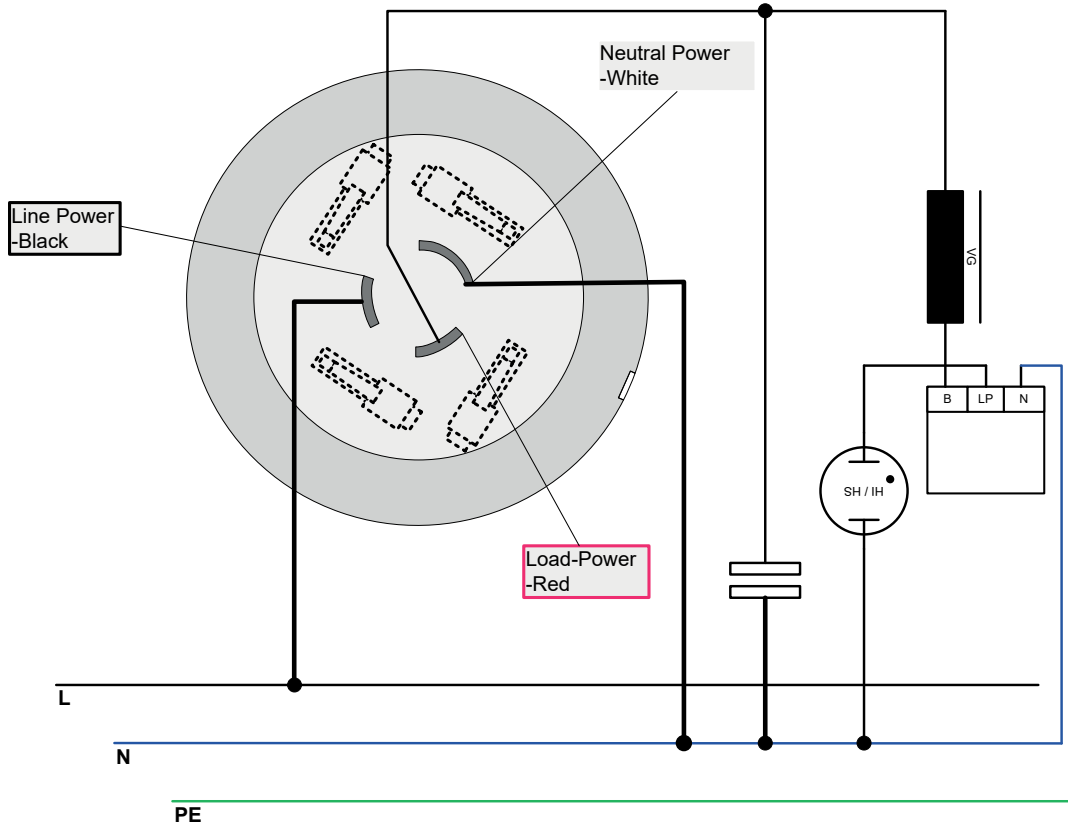 Neutral Power
-White
Line Power
-Black
VG
B LP N
SH / IH
Load-Power
-Red
L
N
PE